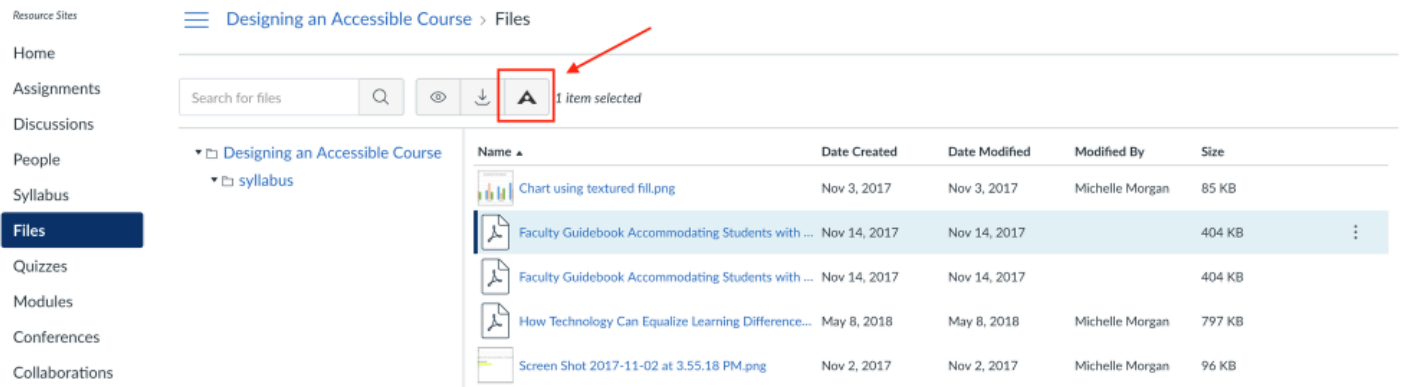 Resource Sites
Designing an Accessible Course > Files
Home
Assignments
Discussions
People
Syllabus
Files
Quizzes
Modules
Conferences
Collaborations
Search for files
1 item selected
Designing an Accessible Course
syllabus
Name Date Created Date Modified Modified By Size
Chart using textured fill.png Nov 3, 2017 Nov 3, 2017 Michelle Morgan 85 KB
Faculty Guidebook Accommodating Students with ... Nov 14, 2017 Nov 14, 2017 404 KB
Faculty Guidebook Accommodating Students with ... Nov 14, 2017 Nov 14, 2017 404 KB
How Technology Can Equalize Learning Difference... May 8, 2018 May 8, 2018 Michelle Morgan 797 KB
Screen Shot 2017-11-02 at 3.55.18 PM.png Nov 2, 2017 Nov 2, 2017 Michelle Morgan 96 KB